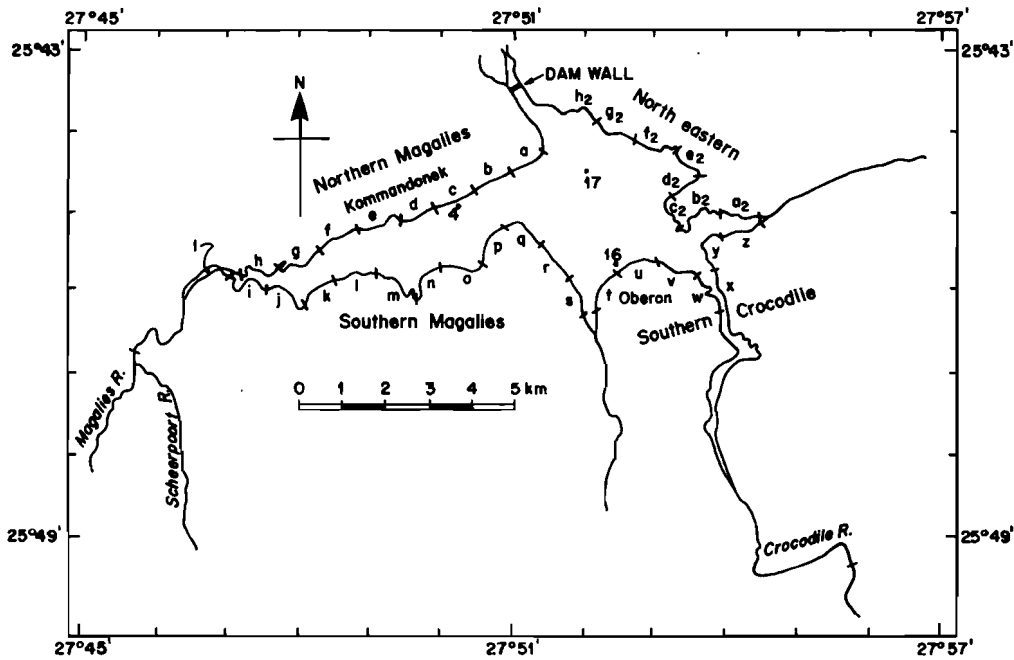 27°45' 27°51' 27°57'
25°43' 25°43'
DAM WALL
N
h2
g2
North eastern
f2
e2
Northern Magalies
a
Kommandonek
b
17
d2
c
4
d
e
c2
b2
a2
f
g
h
1
p
q
y
z
i
j
k
l
m
n
o
r
16
u
v
x
s
t
Oberon
w
Southern Magalies
Southern Crocodile
0 1 2 3 4 5 km
Magalies R.
Scheerpoort R.
25°49' 25°49'
Crocodile R.
27°45' 27°51' 27°57'